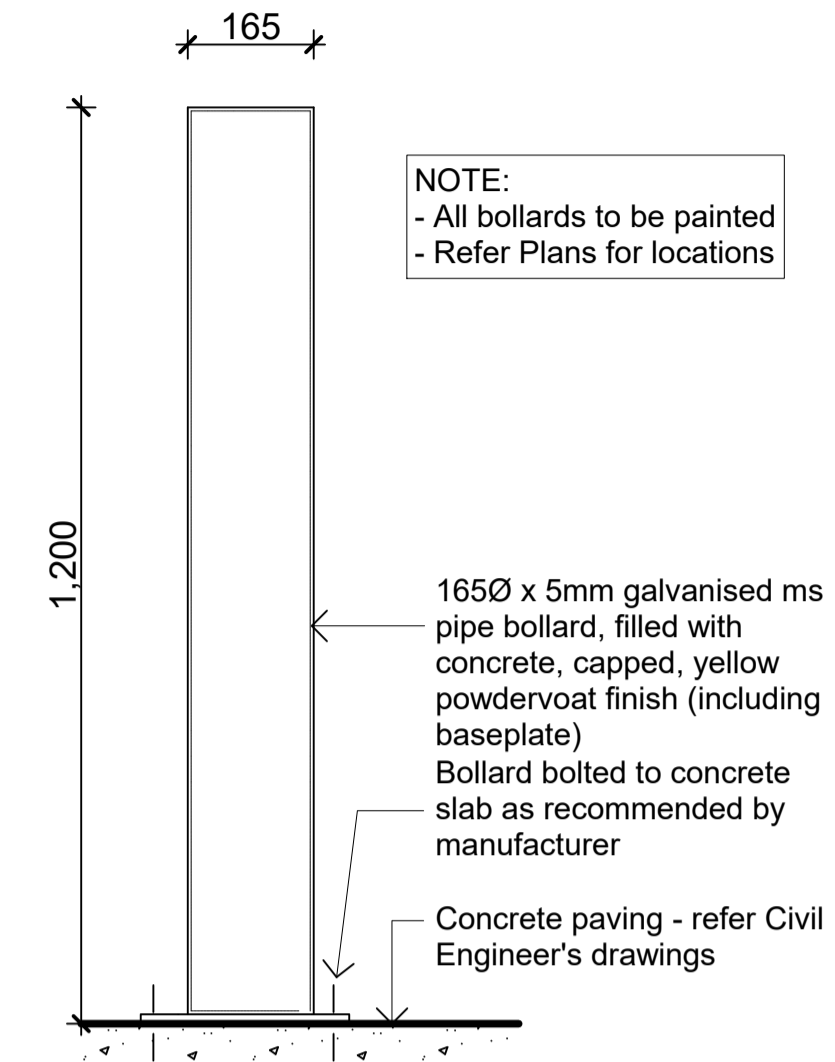 165
NOTE:
- All bollards to be painted
- Refer Plans for locations
1,200
165Ø x 5mm galvanised ms
pipe bollard, filled with
concrete, capped, yellow
powdervoat finish (including
baseplate)
Bollard bolted to concrete
slab as recommended by
manufacturer
Concrete paving - refer Civil
Engineer's drawings